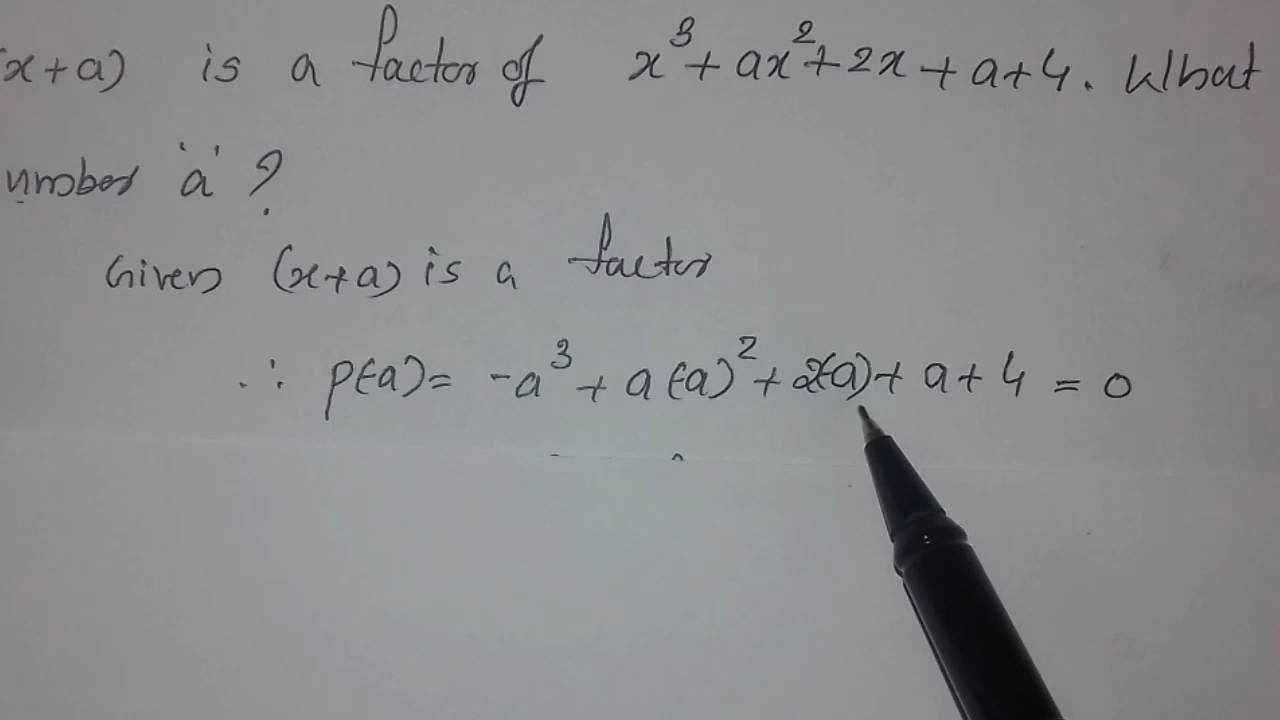 x+a) is a factor of x³ + ax² + 2x + a + 4. What
number 'a' ?
Given (x+a) is a factor
∴ p(-a) = -a³ + a(-a)² + 2(-a) + a + 4 = 0